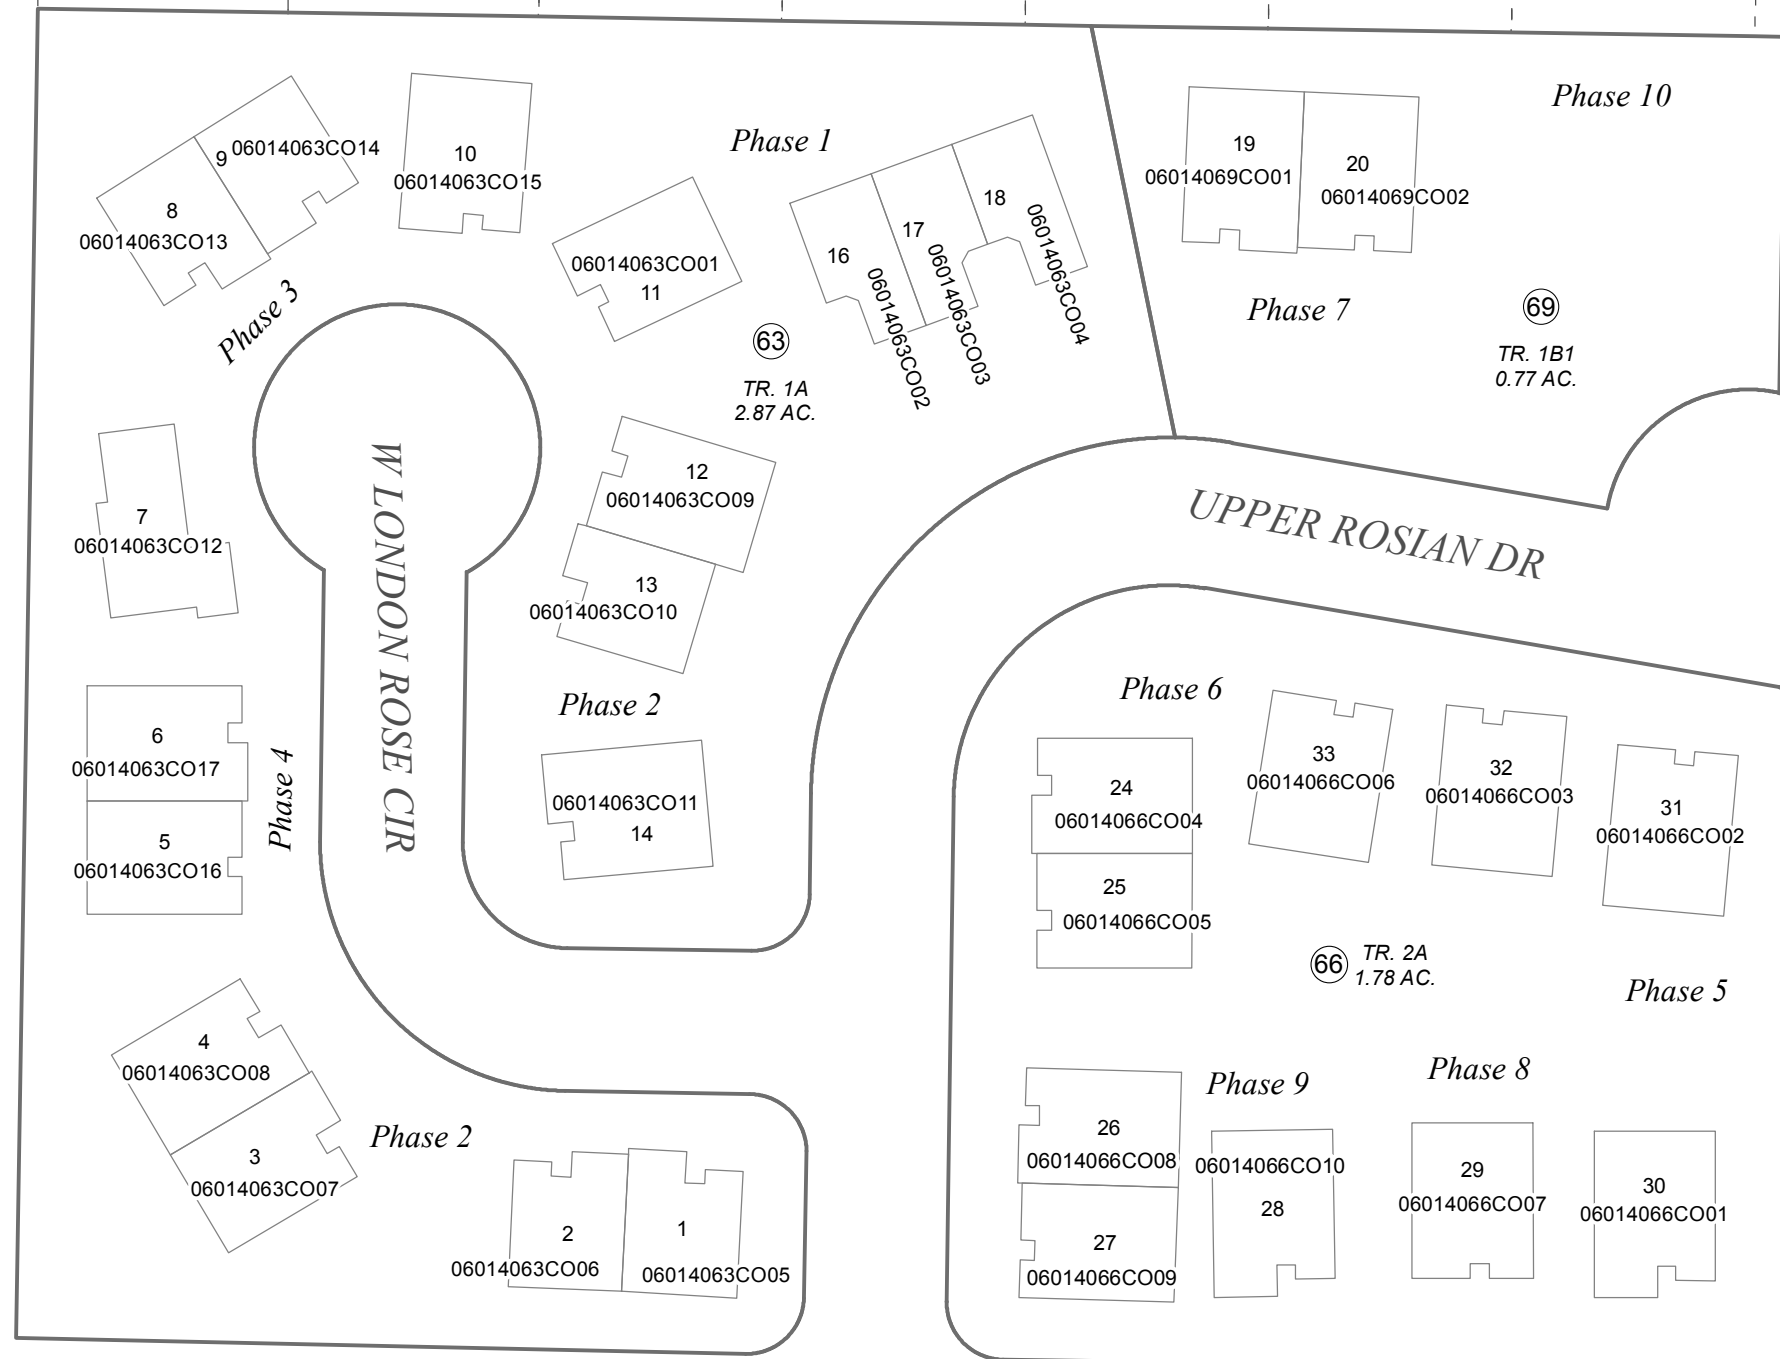 Phase 10
Phase 1
9
06014063CO14
10
06014063CO15
8
06014063CO13
Phase 3
06014063CO01
11
16
06014063CO02
17
06014063CO03
18
06014063CO04
19
06014069CO01
20
06014069CO02
Phase 7
69
TR. 1B1
0.77 AC.
63
TR. 1A
2.87 AC.
12
06014063CO09
13
06014063CO10
7
06014063CO12
W LONDON ROSE CIR
UPPER ROSIAN DR
Phase 2
6
06014063CO17
5
06014063CO16
Phase 4
06014063CO11
14
Phase 6
24
06014066CO04
25
06014066CO05
33
06014066CO06
32
06014066CO03
31
06014066CO02
66
TR. 2A
1.78 AC.
Phase 5
4
06014063CO08
3
06014063CO07
Phase 2
2
06014063CO06
1
06014063CO05
Phase 9
Phase 8
26
06014066CO08
27
06014066CO09
06014066CO10
28
29
06014066CO07
30
06014066CO01